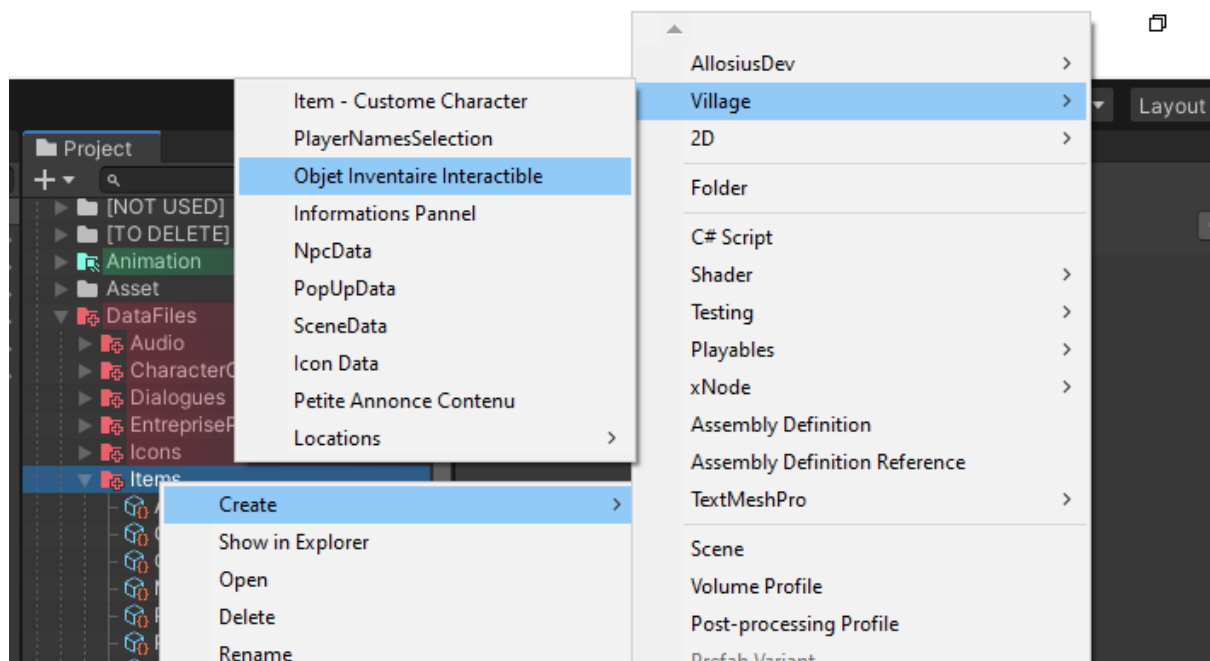 AllosiusDev
Village
2D
Folder
C# Script
Shader
Testing
Playables
xNode
Assembly Definition
Assembly Definition Reference
TextMeshPro
Scene
Volume Profile
Post-processing Profile
Prefab Variant
Layout
Item - Custome Character
PlayerNamesSelection
Objet Inventaire Interactible
Informations Pannel
NpcData
PopUpData
SceneData
Icon Data
Petite Annonce Contenu
Locations
Project
[NOT USED]
[TO DELETE]
Animation
Asset
DataFiles
Audio
Dialogues
Icons
Items
Create
Show in Explorer
Open
Delete
Rename